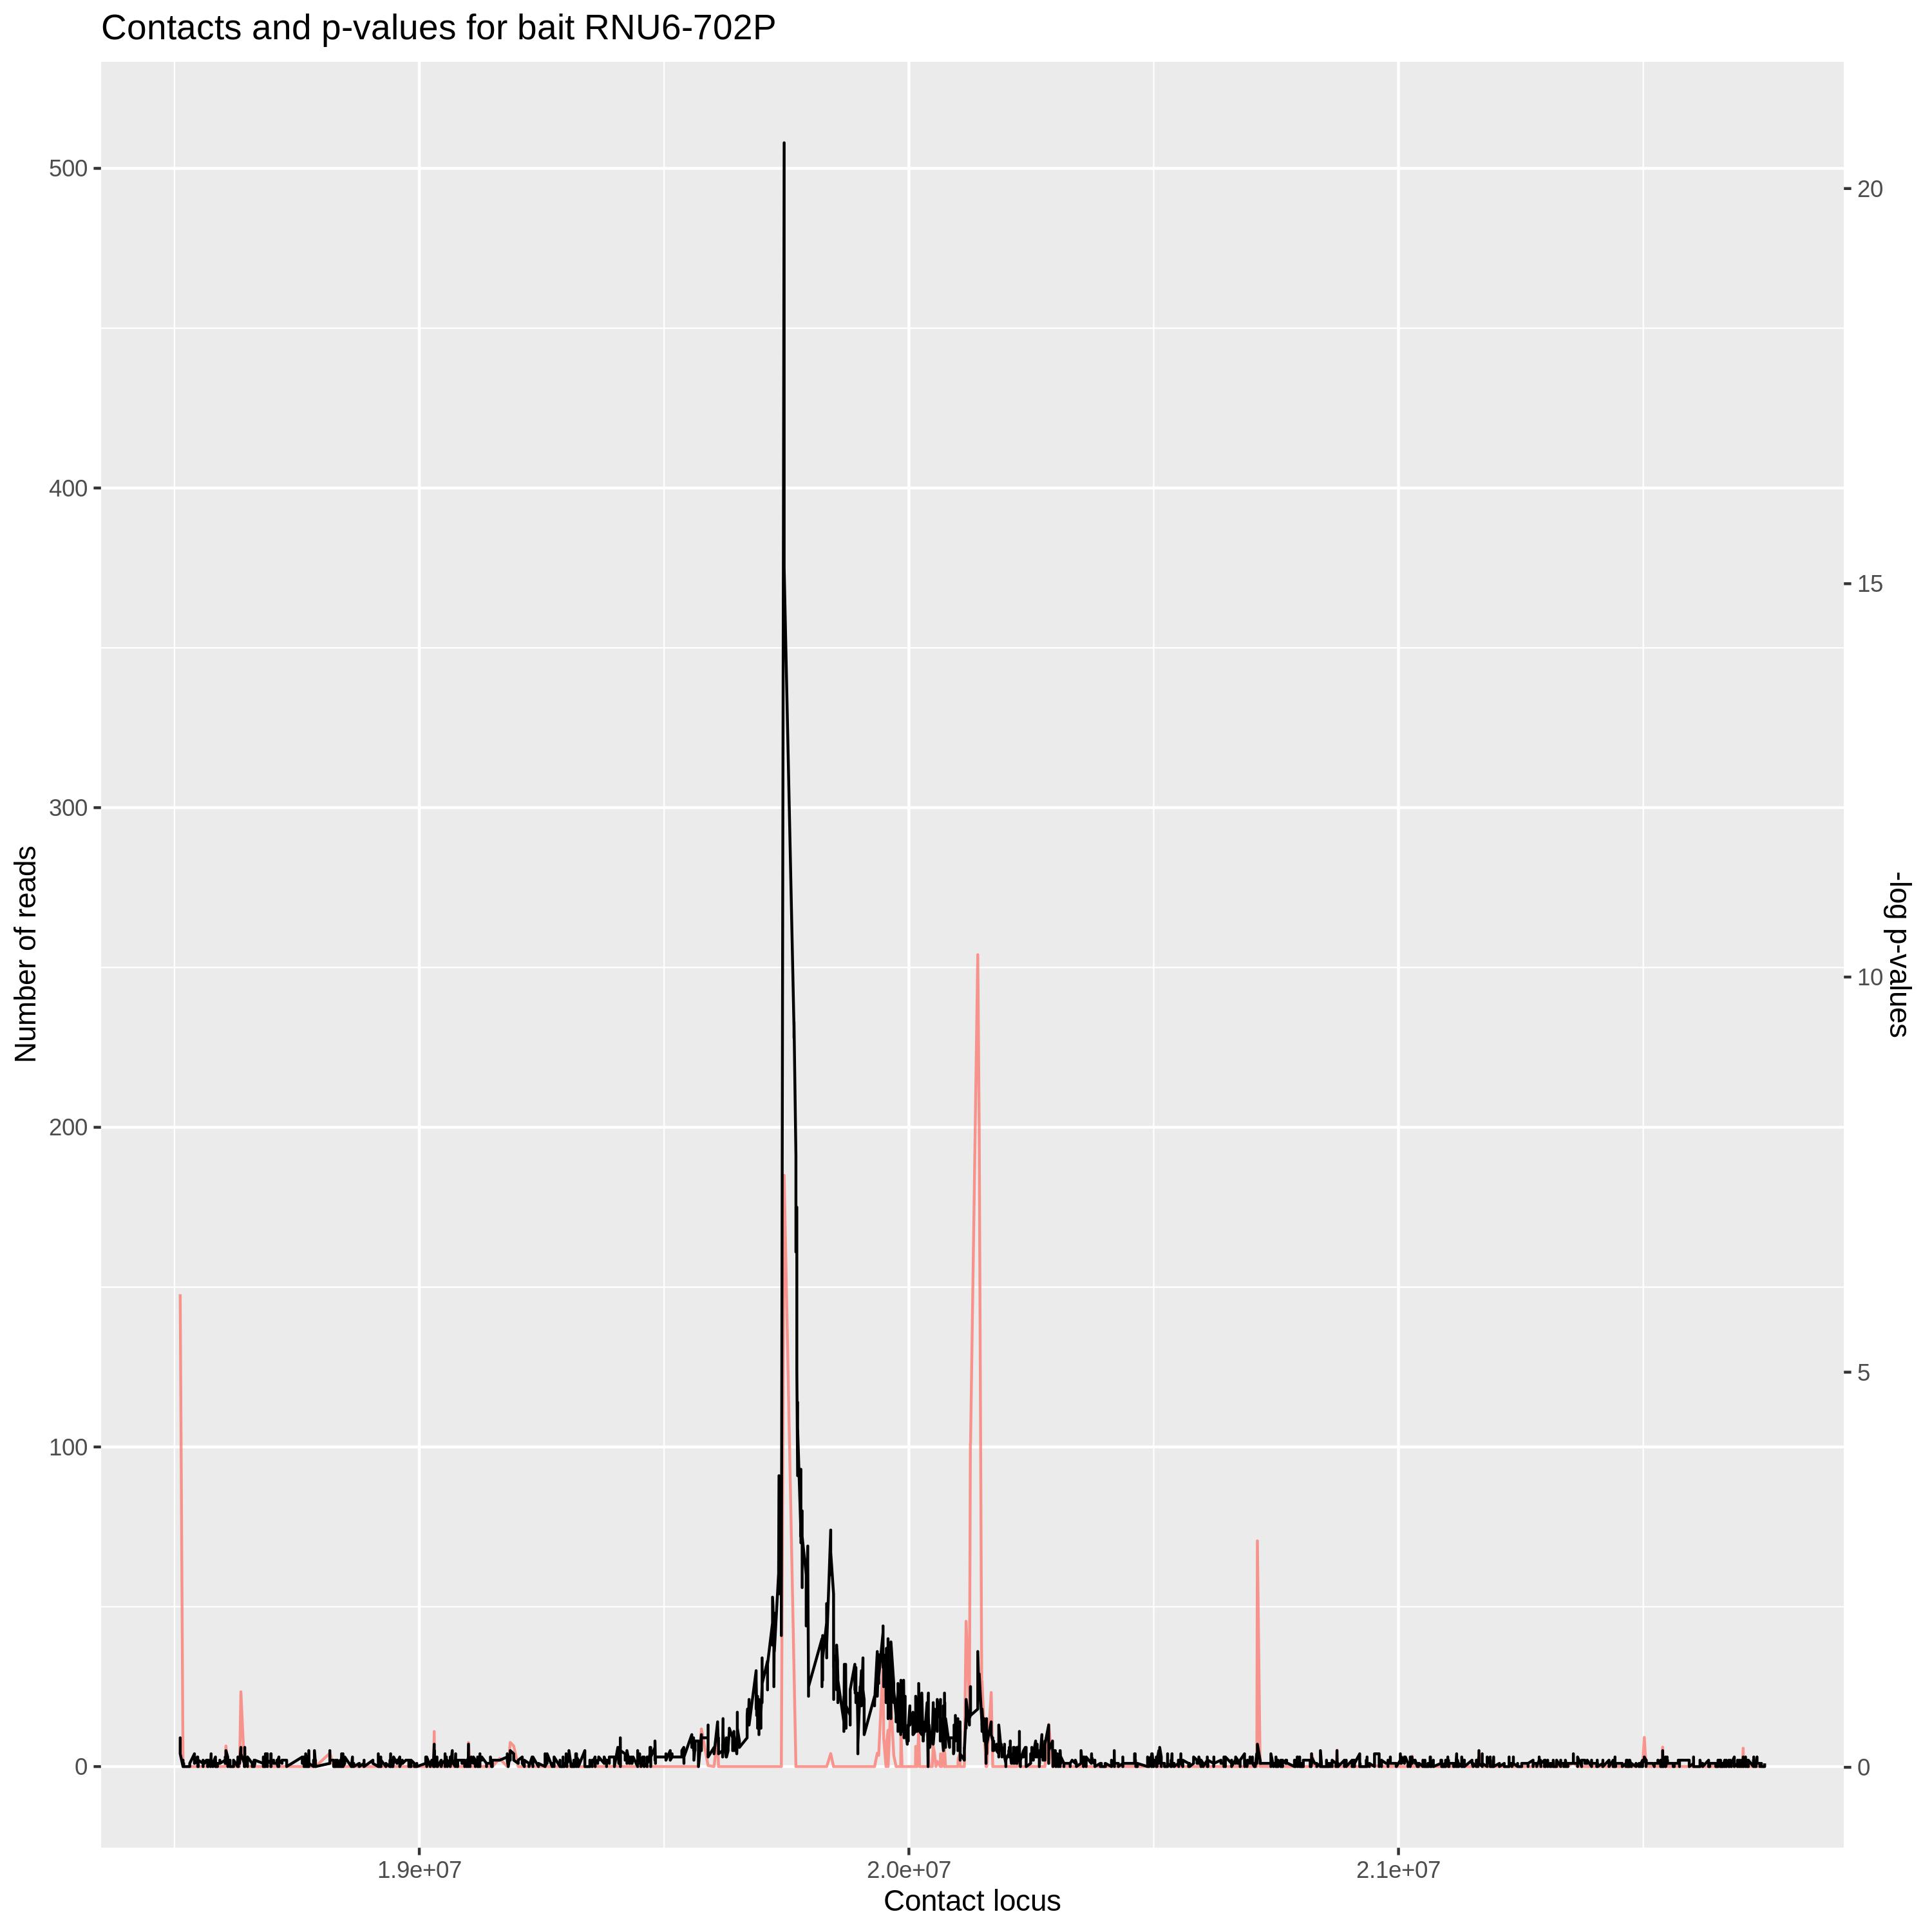 Contacts and p-values for bait RNU6-702P
500
400
300
200
100
0
Number of reads
20
15
10
5
0
-log p-values
1.9e+07
2.0e+07
2.1e+07
Contact locus